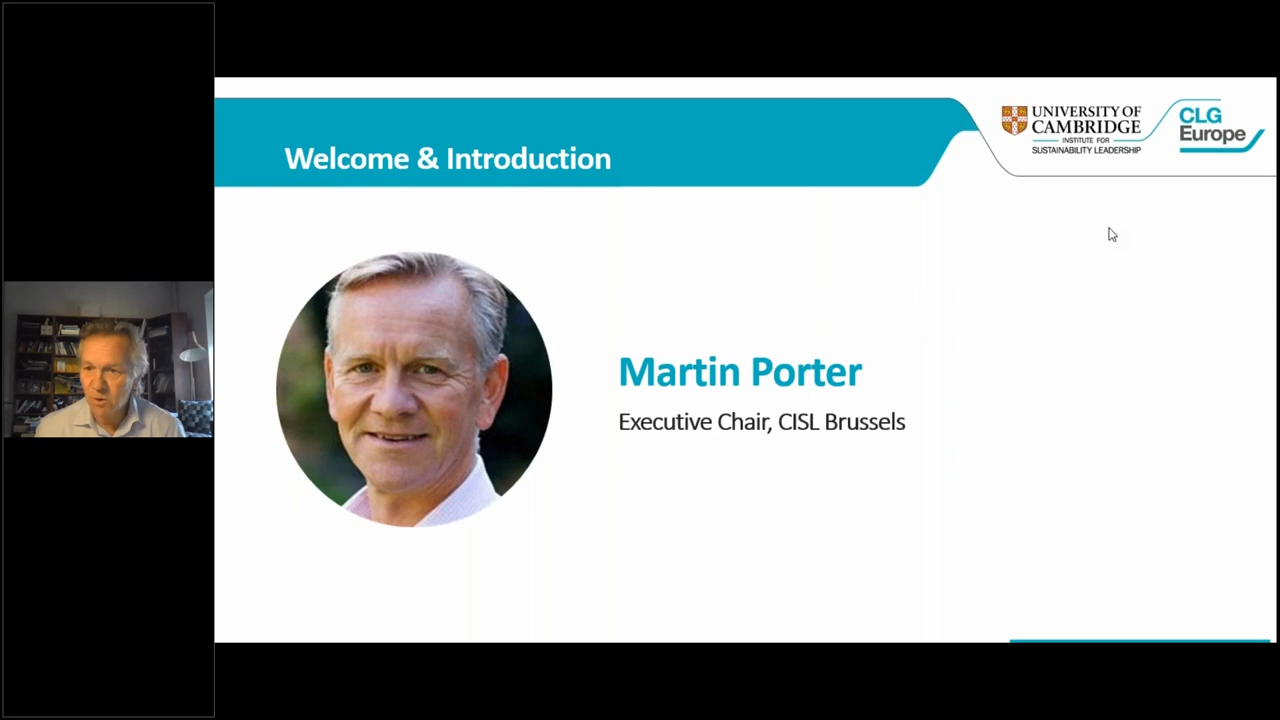 Welcome & Introduction
UNIVERSITY OF
CAMBRIDGE
INSTITUTE FOR
SUSTAINABILITY LEADERSHIP
CLG
Europe
Martin Porter
Executive Chair, CISL Brussels